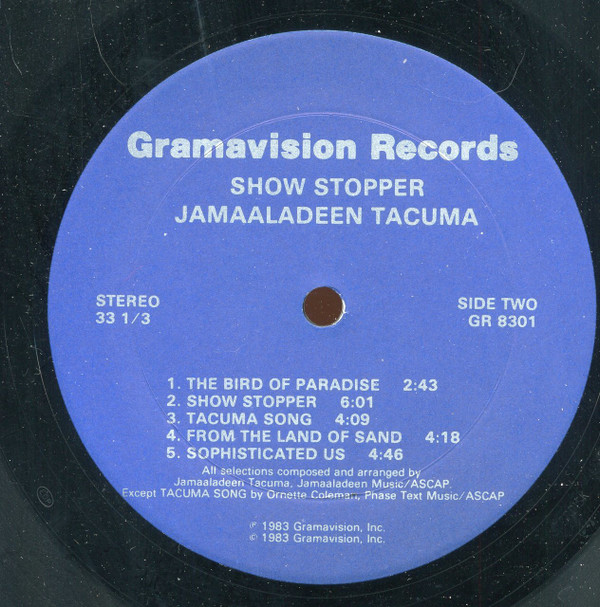 Gramavision Records
SHOW STOPPER
JAMAALADEEN TACUMA
STEREO
33 1/3
SIDE TWO
GR 8301
1. THE BIRD OF PARADISE 2:43
2. SHOW STOPPER 6:01
3. TACUMA SONG 4:09
4. FROM THE LAND OF SAND 4:18
5. SOPHISTICATED US 4:46
All selections composed and arranged by
Jamaaladeen Tacuma, Jamaaladeen Music/ASCAP.
Except TACUMA SONG by Ornette Coleman, Phase Text Music/ASCAP
℗ 1983 Gramavision, Inc.
© 1983 Gramavision, Inc.